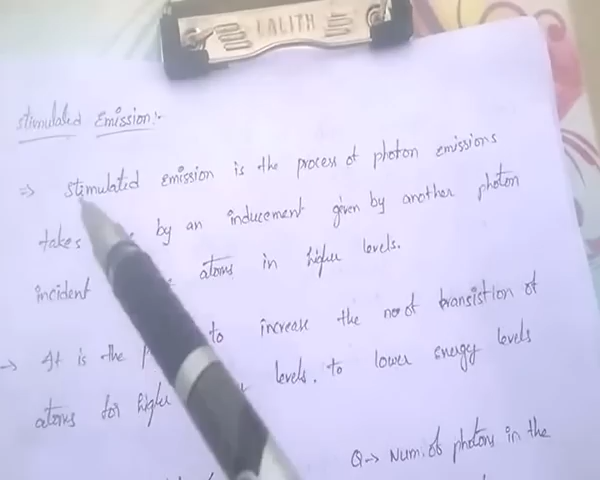 LALITH
Stimulated Emission:-
=> Stimulated emission is the process of photon emissions
takes by an inducement given by another photon
incident atoms in higher levels.
-> It is the to increase the no of transistion of
atoms for higher levels. to lower energy levels
Q-> Num. of photons in the